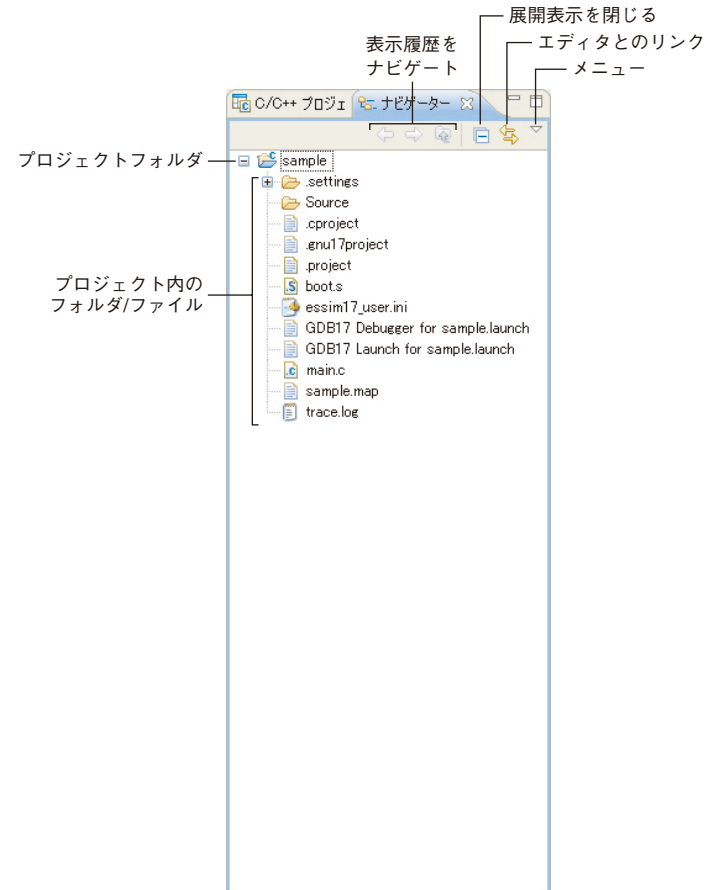 展開表示を閉じる
エディタとのリンク
表示履歴を
ナビゲート
メニュー
C/C++ プロジェ
ナビゲーター
プロジェクトフォルダ
sample
.settings
Source
.cproject
.gnu17project
.project
プロジェクト内の
フォルダ/ファイル
boot.s
essim17_user.ini
GDB17 Debugger for sample.launch
GDB17 Launch for sample.launch
main.c
sample.map
trace.log